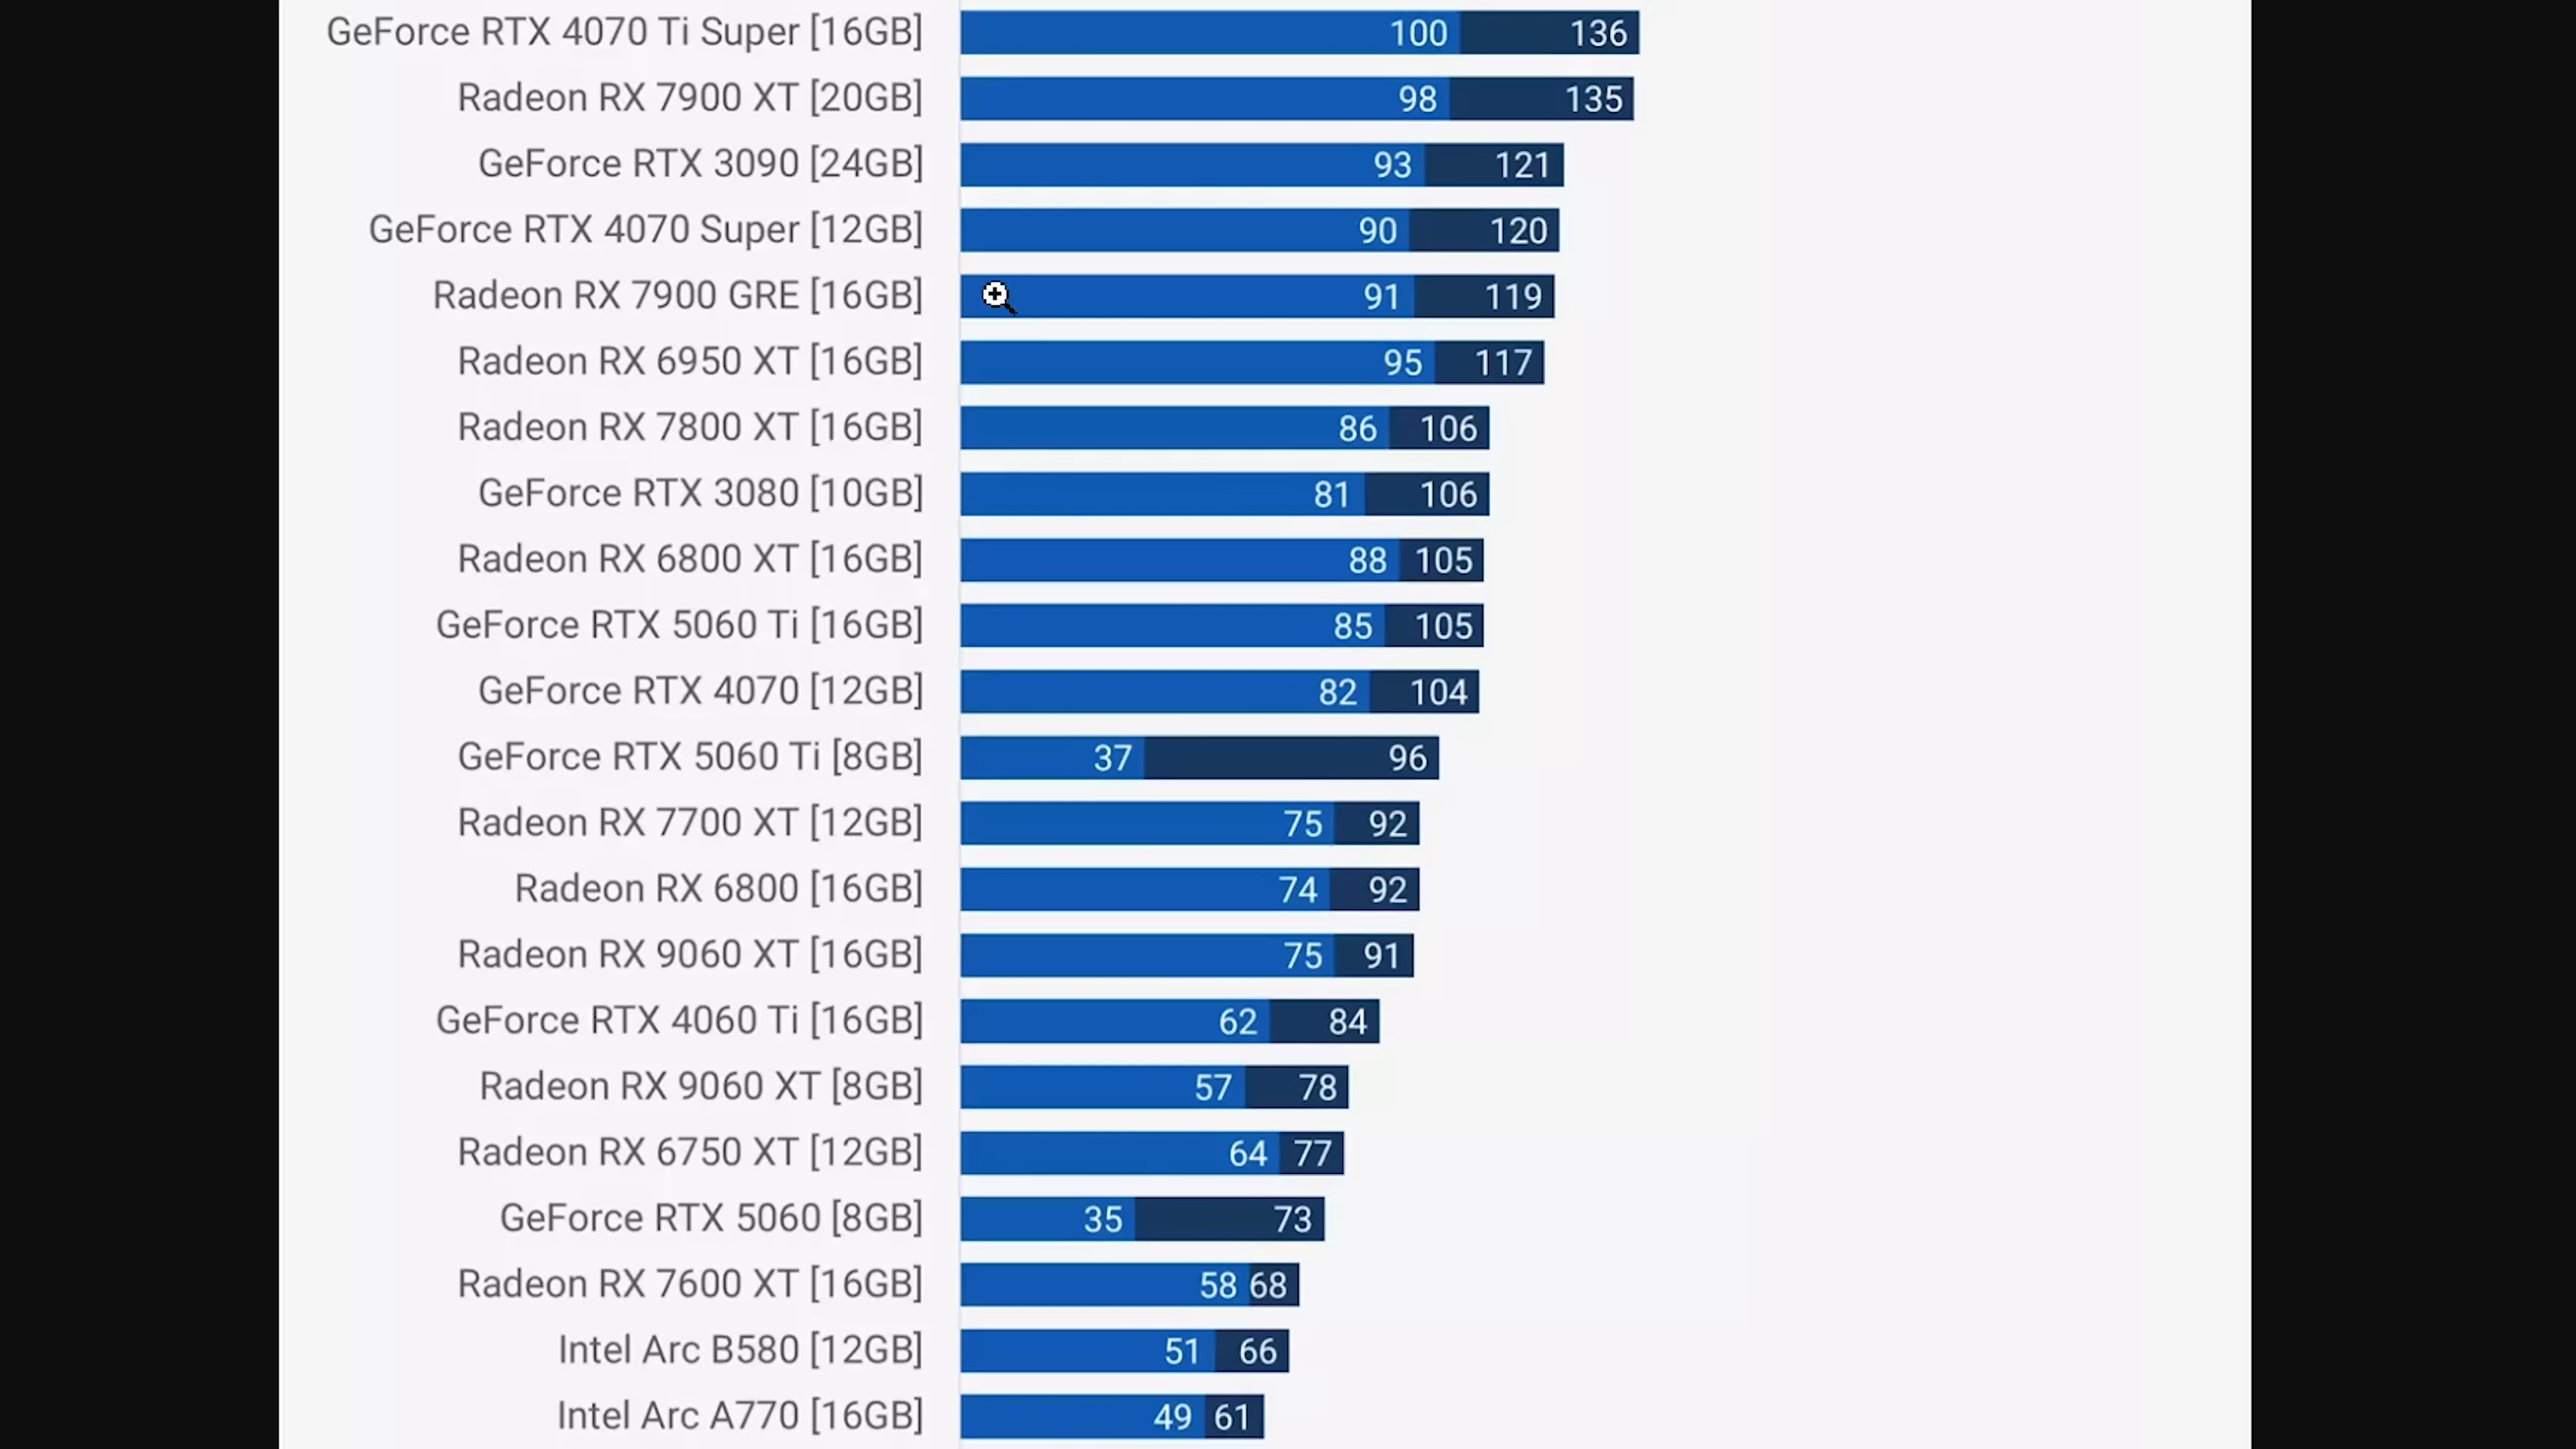 GeForce RTX 4070 Ti Super [16GB] 100 136
Radeon RX 7900 XT [20GB] 98 135
GeForce RTX 3090 [24GB] 93 121
GeForce RTX 4070 Super [12GB] 90 120
Radeon RX 7900 GRE [16GB] 91 119
Radeon RX 6950 XT [16GB] 95 117
Radeon RX 7800 XT [16GB] 86 106
GeForce RTX 3080 [10GB] 81 106
Radeon RX 6800 XT [16GB] 88 105
GeForce RTX 5060 Ti [16GB] 85 105
GeForce RTX 4070 [12GB] 82 104
GeForce RTX 5060 Ti [8GB] 37 96
Radeon RX 7700 XT [12GB] 75 92
Radeon RX 6800 [16GB] 74 92
Radeon RX 9060 XT [16GB] 75 91
GeForce RTX 4060 Ti [16GB] 62 84
Radeon RX 9060 XT [8GB] 57 78
Radeon RX 6750 XT [12GB] 64 77
GeForce RTX 5060 [8GB] 35 73
Radeon RX 7600 XT [16GB] 58 68
Intel Arc B580 [12GB] 51 66
Intel Arc A770 [16GB] 49 61